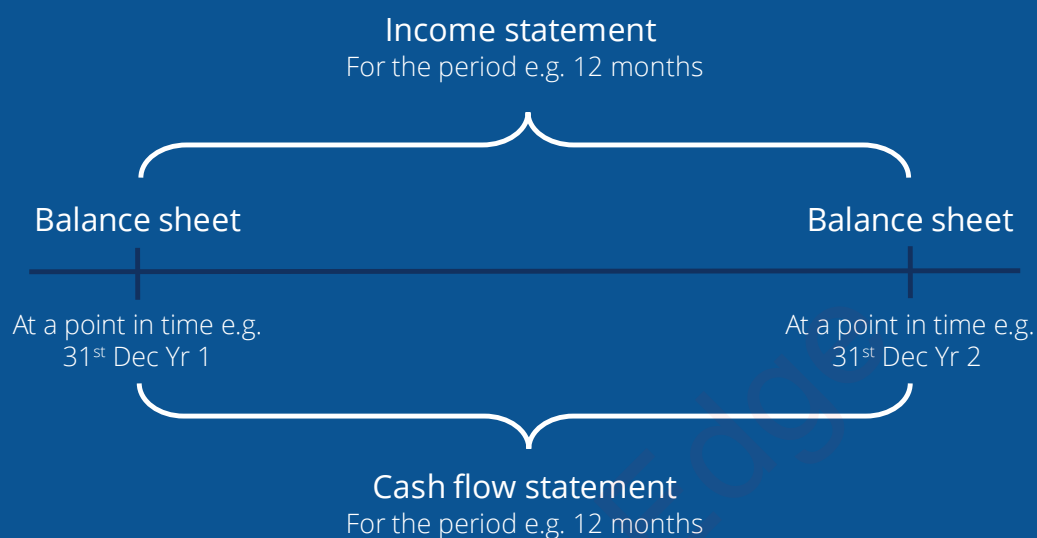 Income statement
For the period e.g. 12 months
Balance sheet
Balance sheet
At a point in time e.g.
31st Dec Yr 1
At a point in time e.g.
31st Dec Yr 2
Cash flow statement
For the period e.g. 12 months
Edge